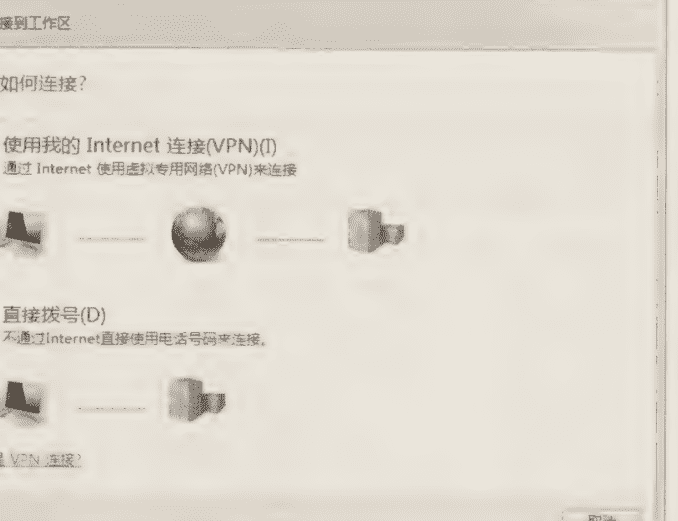 接到工作区
如何连接?
使用我的 Internet 连接(VPN)(I)
通过 Internet 使用虚拟专用网络(VPN)来连接
直接拨号(D)
不通过Internet直接使用电话号码来连接。
是 VPN 连接?
取消